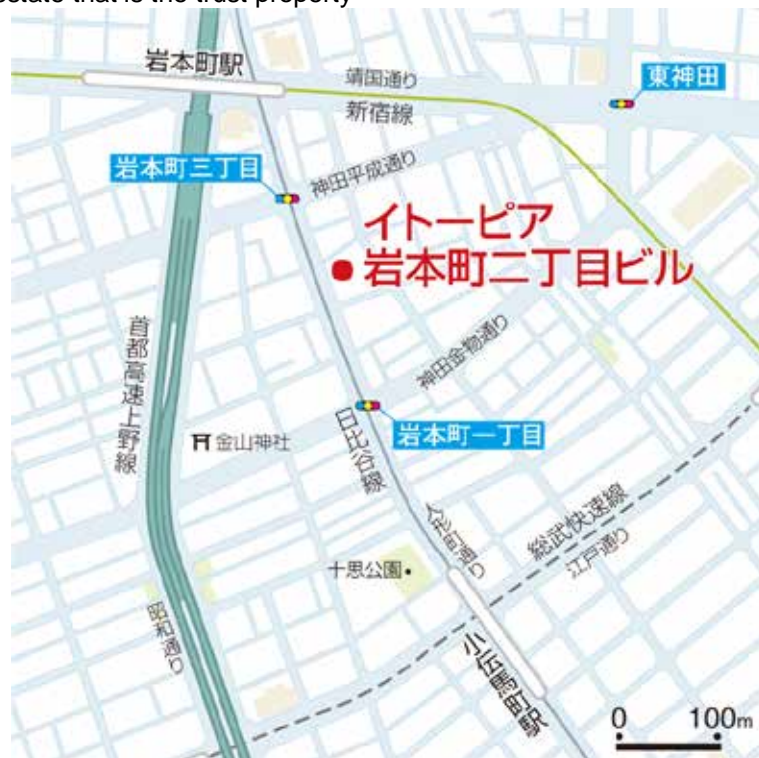 estate that is the trust property
岩本町駅
靖国通り
新宿線
東神田
岩本町三丁目
神田平成通り
イトーピア
岩本町二丁目ビル
首都高速上野線
神田金物通り
岩本町一丁目
金山神社
日比谷線
人形町通り
総武快速線
江戸通り
十思公園
昭和通り
小伝馬町駅
0 100m